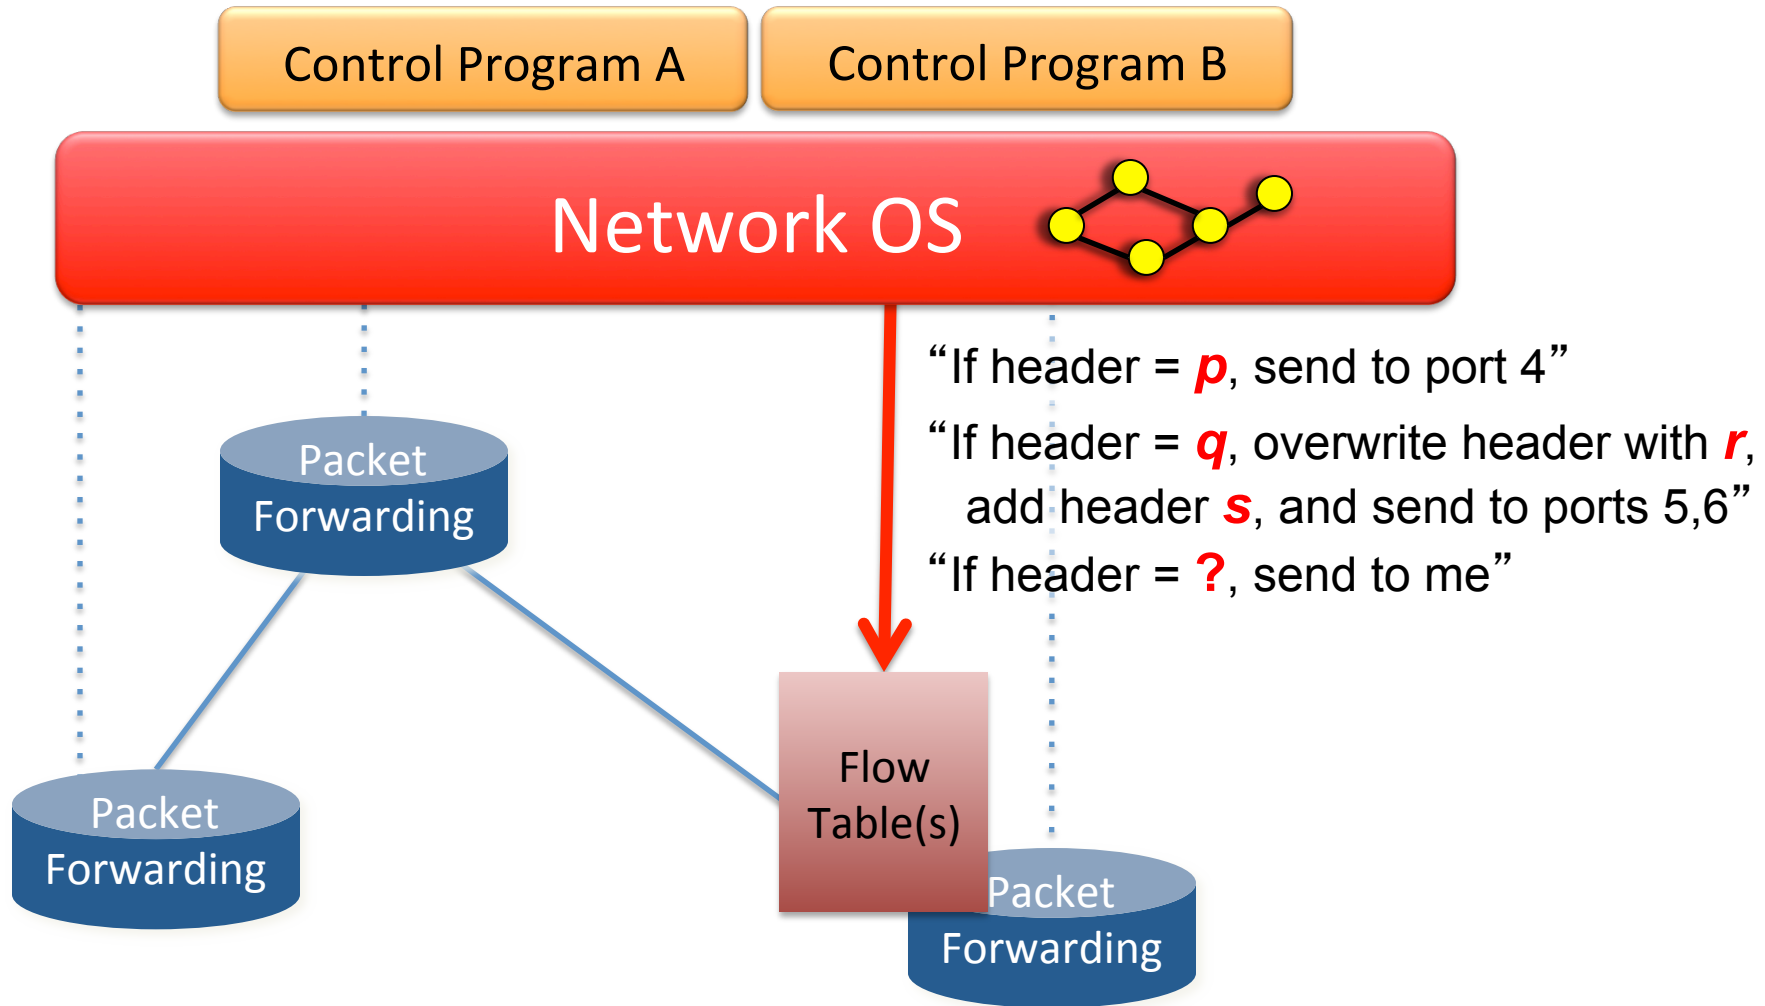 Control Program A
Control Program B
Network OS
“If header = p, send to port 4”
“If header = q, overwrite header with r,
add header s, and send to ports 5,6”
“If header = ?, send to me”
Packet
Forwarding
Flow
Table(s)
Packet
Forwarding
Packet
Forwarding